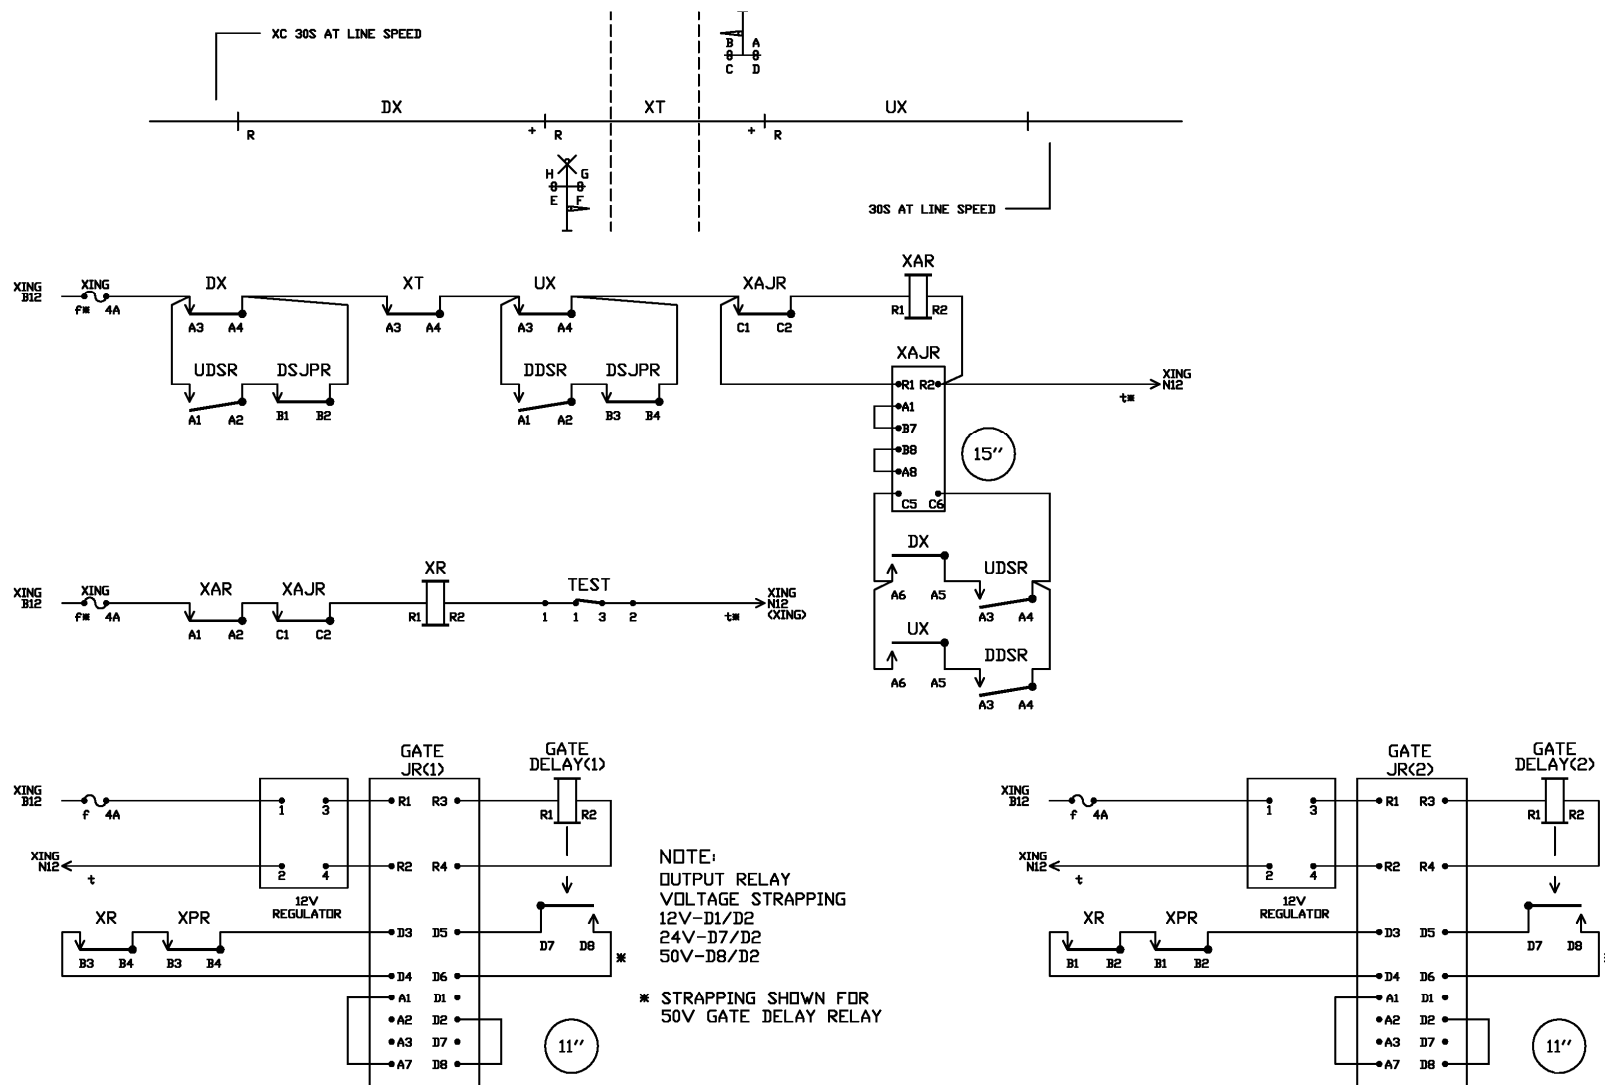 XC 30S AT LINE SPEED
B A
C D
DX XT UX
R + R + R
H G
E F
30S AT LINE SPEED
XAR
XING
B12
XING
f* 4A
DX XT UX XAJR
A3 A4 A3 A4 A3 A4 C1 C2 R1 R2
UDSR DSJPR DDSR DSJPR
A1 A2 B1 B2 A1 A2 B3 B4
XAJR
R1 R2
XING
N12
t*
A1
B7
B8
A8
C5 C6
15″
DX
UDSR
A6 A5 A3 A4
UX
DDSR
A6 A5 A3 A4
XING
B12
XING
f* 4A
XAR XAJR XR TEST
A1 A2 C1 C2 R1 R2 1 1 3 2
t*
XING
N12
(XING)
GATE
JR(1)
GATE
DELAY(1)
XING
B12
f 4A
1 3 R1 R3 R1 R2
XING
N12
t
2 4 R2 R4
12V
REGULATOR
XR XPR
B3 B4 B3 B4
D3 D5 D7 D8
*
D4 D6
A1 D1
A2 D2
A3 D7
A7 D8
11″
NOTE:
OUTPUT RELAY
VOLTAGE STRAPPING
12V-D1/D2
24V-D7/D2
50V-D8/D2
* STRAPPING SHOWN FOR
50V GATE DELAY RELAY
GATE
JR(2)
GATE
DELAY(2)
XING
B12
f 4A
1 3 R1 R3 R1 R2
XING
N12
t
2 4 R2 R4
12V
REGULATOR
XR XPR
B1 B2 B1 B2
D3 D5 D7 D8
D4 D6
A1 D1
A2 D2
A3 D7
A7 D8
11″